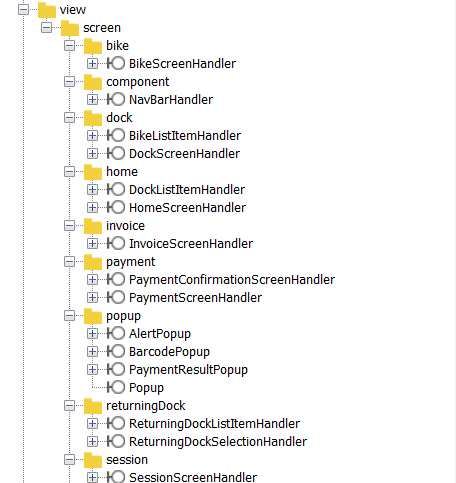 view
screen
bike
BikeScreenHandler
component
NavBarHandler
dock
BikeListItemHandler
DockScreenHandler
home
DockListItemHandler
HomeScreenHandler
invoice
InvoiceScreenHandler
payment
PaymentConfirmationScreenHandler
PaymentScreenHandler
popup
AlertPopup
BarcodePopup
PaymentResultPopup
Popup
returningDock
ReturningDockListItemHandler
ReturningDockSelectionHandler
session
SessionScreenHandler